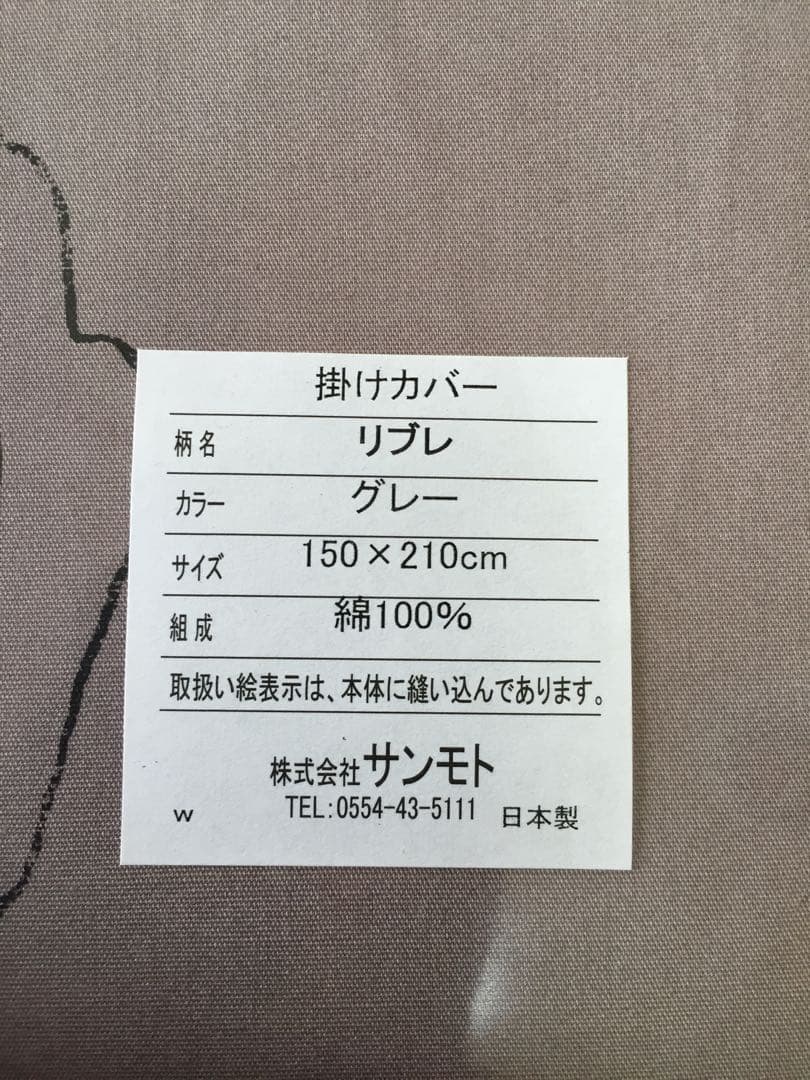 掛けカバー
柄名 リブレ
カラー グレー
サイズ 150×210cm
組成 綿100%
取扱い絵表示は、本体に縫い込んであります。
株式会社サンモト
TEL:0554-43-5111
w 日本製